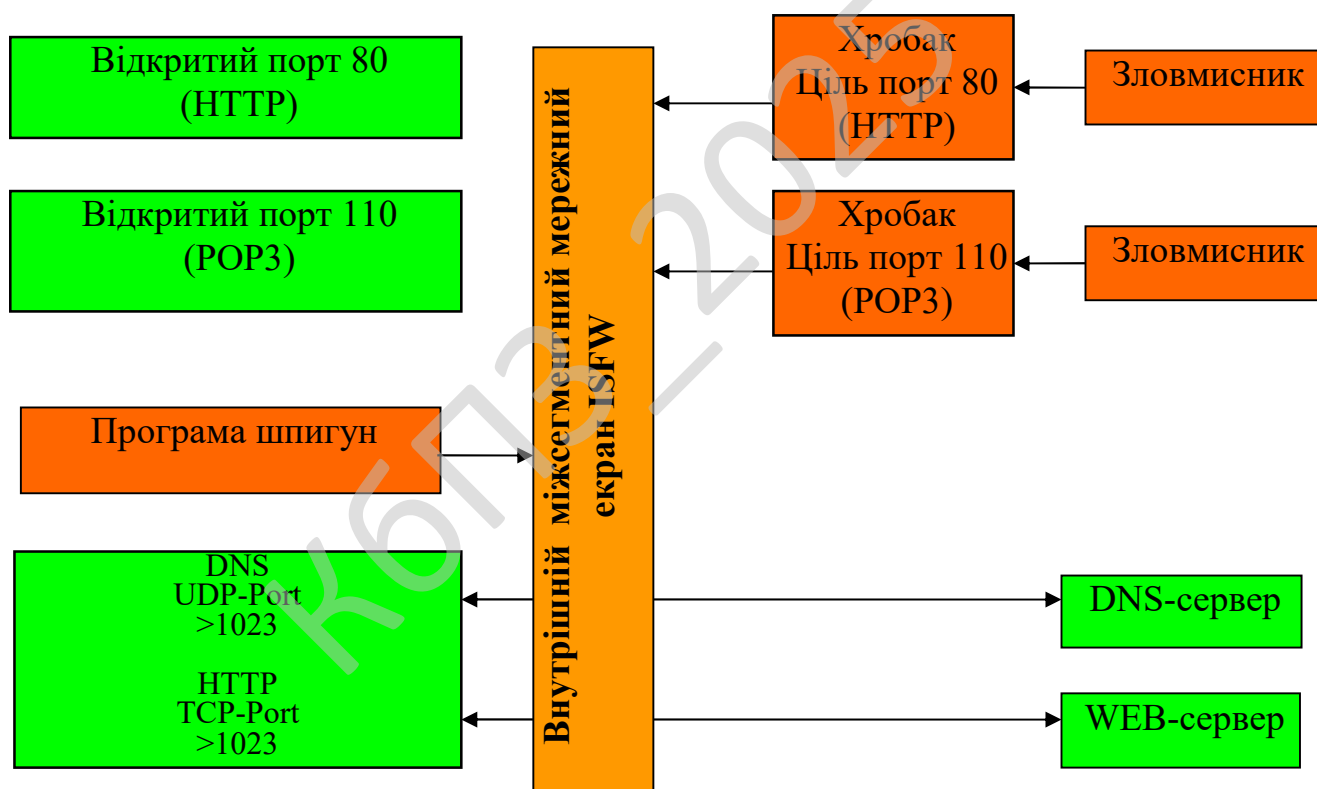 Відкритий порт 80
(HTTP)
Відкритий порт 110
(POP3)
Програма шпигун
DNS
UDP-Port
>1023
HTTP
TCP-Port
>1023
Внутрішній міжсегментний мережний
екран ISFW
Хробак
Ціль порт 80
(HTTP)
Зловмисник
Хробак
Ціль порт 110
(POP3)
Зловмисник
DNS-сервер
WEB-сервер
КбПЗ_2025